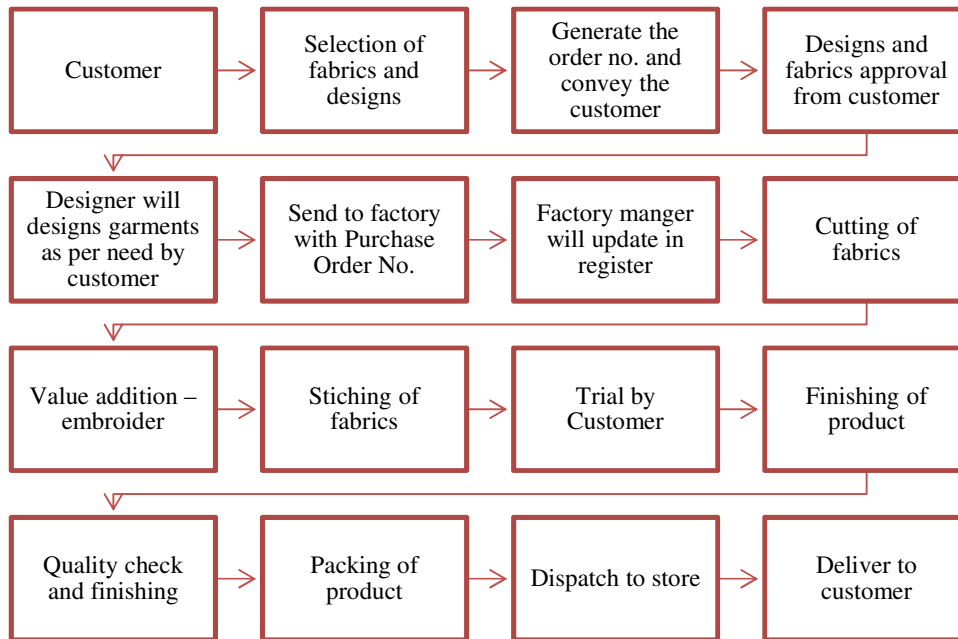 Customer
Selection of
fabrics and
designs
Generate the
order no. and
convey the
customer
Designs and
fabrics approval
from customer
Designer will
designs garments
as per need by
customer
Send to factory
with Purchase
Order No.
Factory manger
will update in
register
Cutting of
fabrics
Value addition –
embroider
Stiching of
fabrics
Trial by
Customer
Finishing of
product
Quality check
and finishing
Packing of
product
Dispatch to store
Deliver to
customer